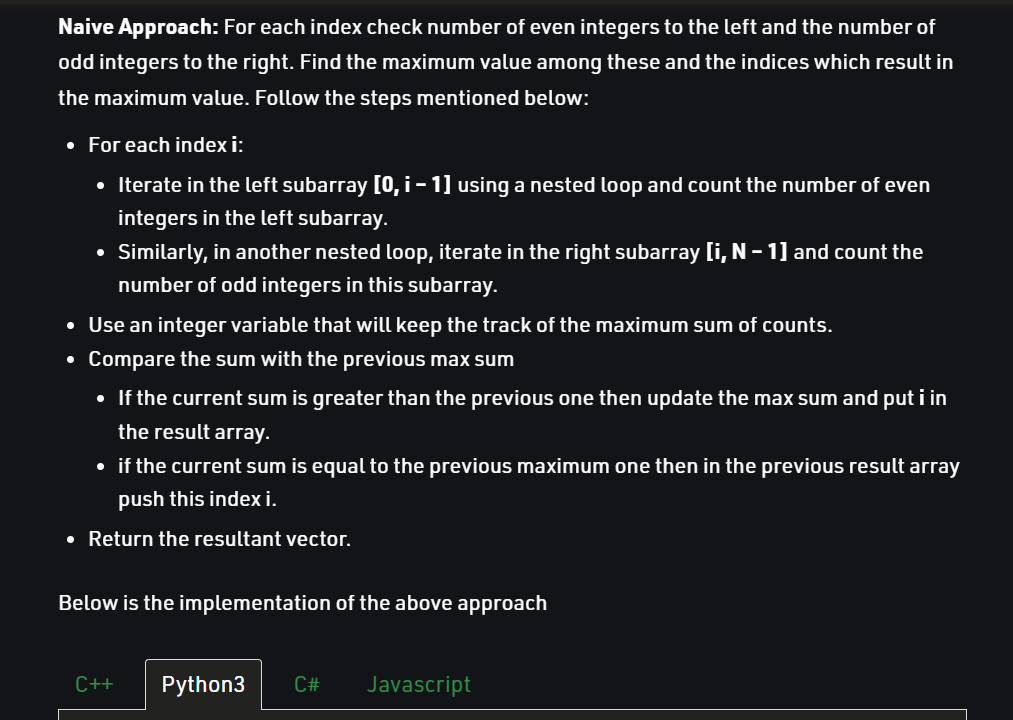 Naive Approach: For each index check number of even integers to the left and the number of
odd integers to the right. Find the maximum value among these and the indices which result in
the maximum value. Follow the steps mentioned below:
• For each index i:
• Iterate in the left subarray [0, i – 1] using a nested loop and count the number of even
integers in the left subarray.
• Similarly, in another nested loop, iterate in the right subarray [i, N – 1] and count the
number of odd integers in this subarray.
• Use an integer variable that will keep the track of the maximum sum of counts.
• Compare the sum with the previous max sum
• If the current sum is greater than the previous one then update the max sum and put i in
the result array.
• if the current sum is equal to the previous maximum one then in the previous result array
push this index i.
• Return the resultant vector.
Below is the implementation of the above approach
C++ Python3 C# Javascript